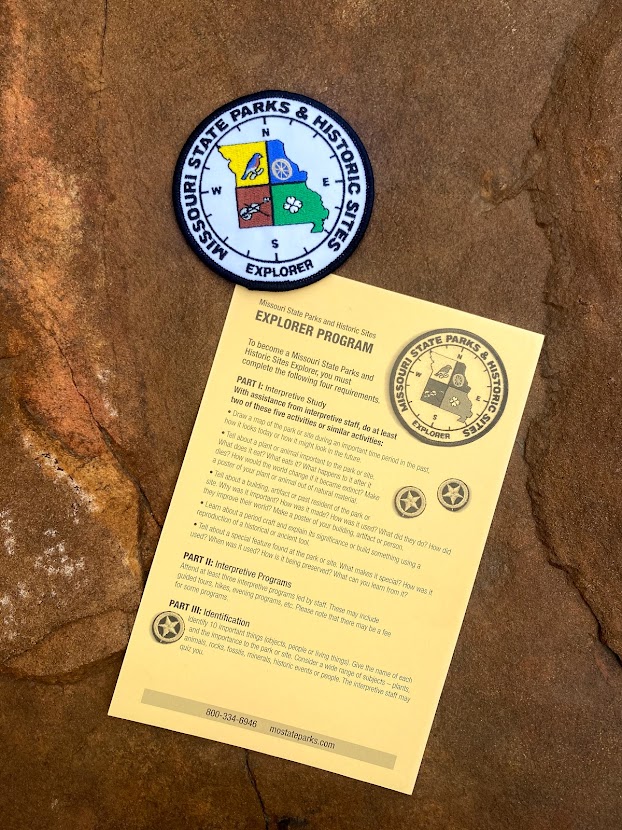 MISSOURI STATE PARKS & HISTORIC SITES
N
W E
S
EXPLORER
Missouri State Parks and Historic Sites
EXPLORER PROGRAM
MISSOURI STATE PARKS & HISTORIC SITES
N
W E
S
EXPLORER
To become a Missouri State Parks and
Historic Sites Explorer, you must
complete the following four requirements.
PART I: Interpretive Study
With assistance from interpretive staff, do at least
two of these five activities or similar activities:
• Draw a map of the park or site during an important time period in the past,
how it looks today or how it might look in the future.
• Tell about a plant or animal important to the park or site.
What does it eat? What eats it? What happens to it after it
dies? How would the world change if it became extinct? Make
a poster of your plant or animal out of natural material.
• Tell about a building, artifact or past resident of the park or
site. Why was it important? How was it made? How was it used? What did they do? How did
they improve their world? Make a poster of your building, artifact or person.
• Learn about a period craft and explain its significance or build something using a
reproduction of a historical or ancient tool.
• Tell about a special feature found at the park or site. What makes it special? How was it
used? When was it used? How is it being preserved? What can you learn from it?
PART II: Interpretive Programs
Attend at least three interpretive programs led by staff. These may include
guided tours, hikes, evening programs, etc. Please note that there may be a fee
for some programs.
PART III: Identification
Identify 10 important things (objects, people or living things). Give the name of each
and the importance to the park or site. Consider a wide range of subjects – plants,
animals, rocks, fossils, minerals, historic events or people. The interpretive staff may
quiz you.
800-334-6946 mostateparks.com